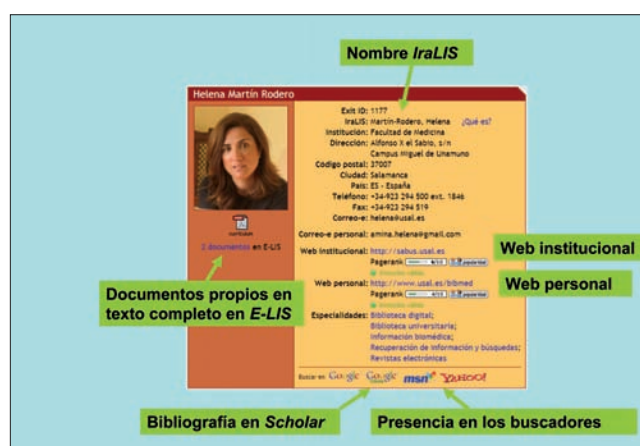 Nombre IraLIS
Helena Martín Rodero
Exit ID: 1177
IraLIS: Martín-Rodero, Helena ¿Qué es?
Institución: Facultad de Medicina
Dirección: Alfonso X el Sabio, s/n
Campus Miguel de Unamuno
Código postal: 37007
Ciudad: Salamanca
País: ES - España
Teléfono: +34-923 294 500 ext. 1846
Fax: +34-923 294 519
Correo-e: helena@usal.es
Correo-e personal: amina.helena@gmail.com
2 documentos en E-LIS
Web institucional: http://sabus.usal.es
Pagerank
Web institucional
Web personal: http://www.usal.es/bibmed
Pagerank
Web personal
Documentos propios en
texto completo en E-LIS
Especialidades: Biblioteca digital;
Biblioteca universitaria;
Información biomédica;
Recuperación de información y búsquedas;
Revistas electrónicas
Buscar en: Google Google msn YAHOO!
Bibliografía en Scholar
Presencia en los buscadores